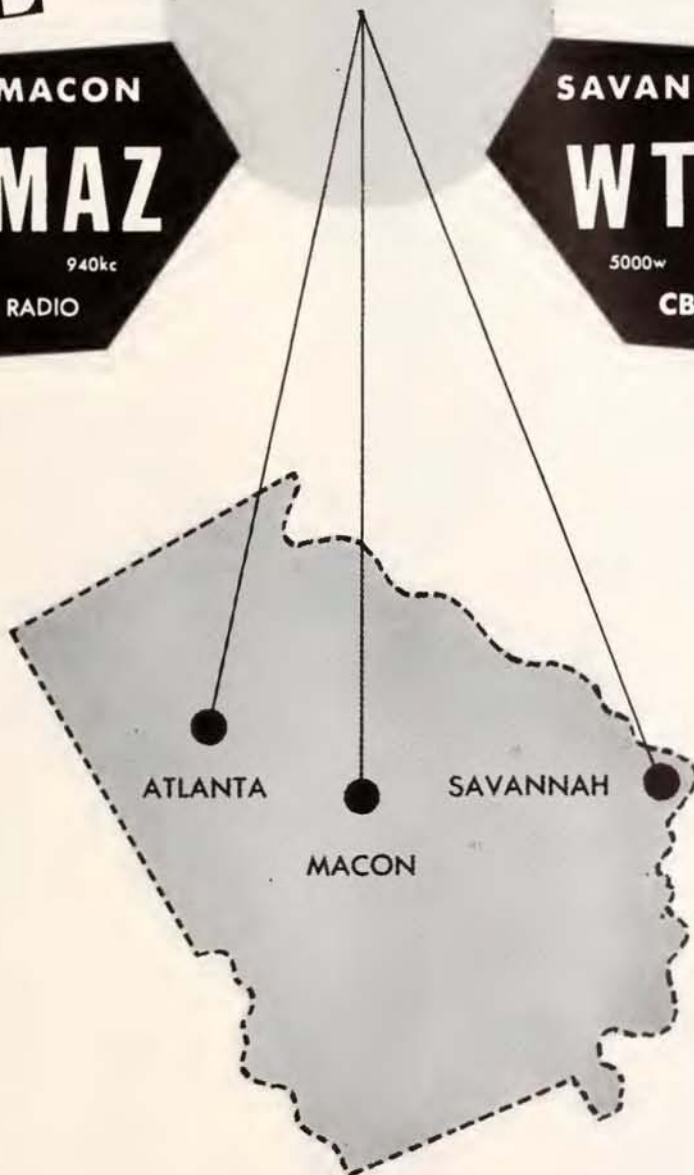 MACON
MAZ
940kc
RADIO
SAVAN
WT
5000w
CB
ATLANTA
SAVANNAH
MACON